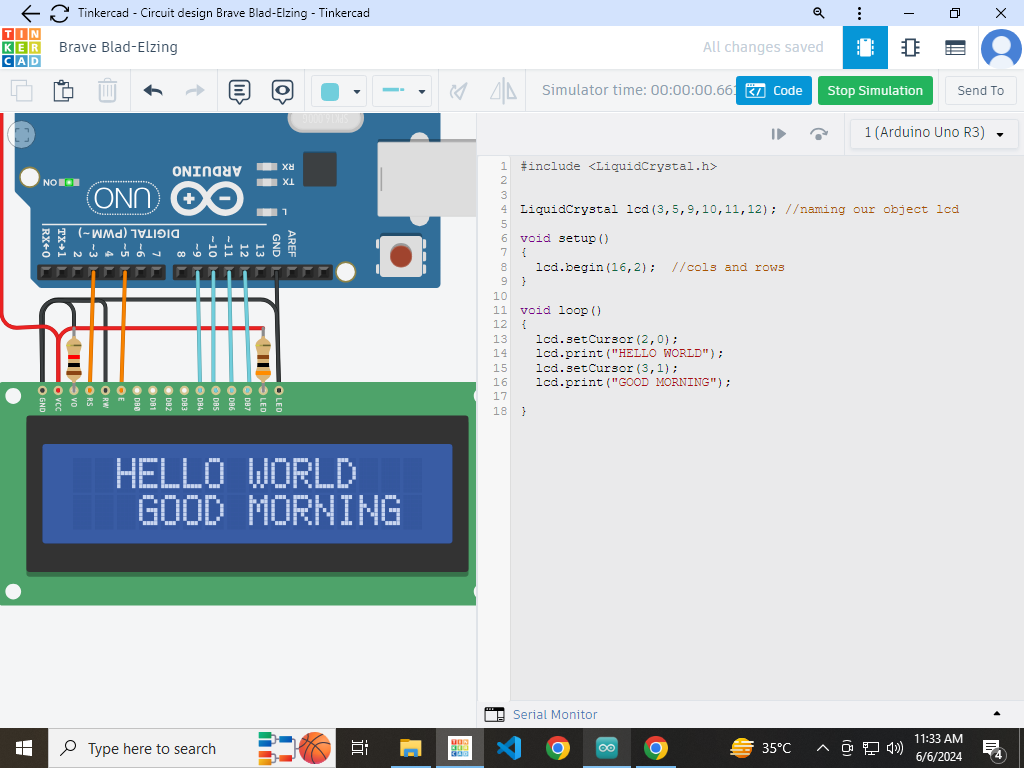 Tinkercad - Circuit design Brave Blad-Elzing - Tinkercad
TIN
KER
CAD
Brave Blad-Elzing
All changes saved
Simulator time: 00:00:00.661
Code
Stop Simulation
Send To
1 (Arduino Uno R3)
ON
UNO
ARDUINO
RX
TX
L
DIGITAL (PWM~)
RX←0
TX→1
2
~3
4
~5
~6
7
8
~9
~10
~11
12
13
GND
AREF
GND
VCC
V0
RS
RW
E
DB0
DB1
DB2
DB3
DB4
DB5
DB6
DB7
LED
LED
HELLO WORLD
GOOD MORNING
1 #include <LiquidCrystal.h>
2
3
4 LiquidCrystal lcd(3,5,9,10,11,12); //naming our object lcd
5
6 void setup()
7 {
8 lcd.begin(16,2); //cols and rows
9 }
10
11 void loop()
12 {
13 lcd.setCursor(2,0);
14 lcd.print("HELLO WORLD");
15 lcd.setCursor(3,1);
16 lcd.print("GOOD MORNING");
17
18 }
Serial Monitor
Type here to search
TIN
KER
CAD
35°C
11:33 AM
6/6/2024
4